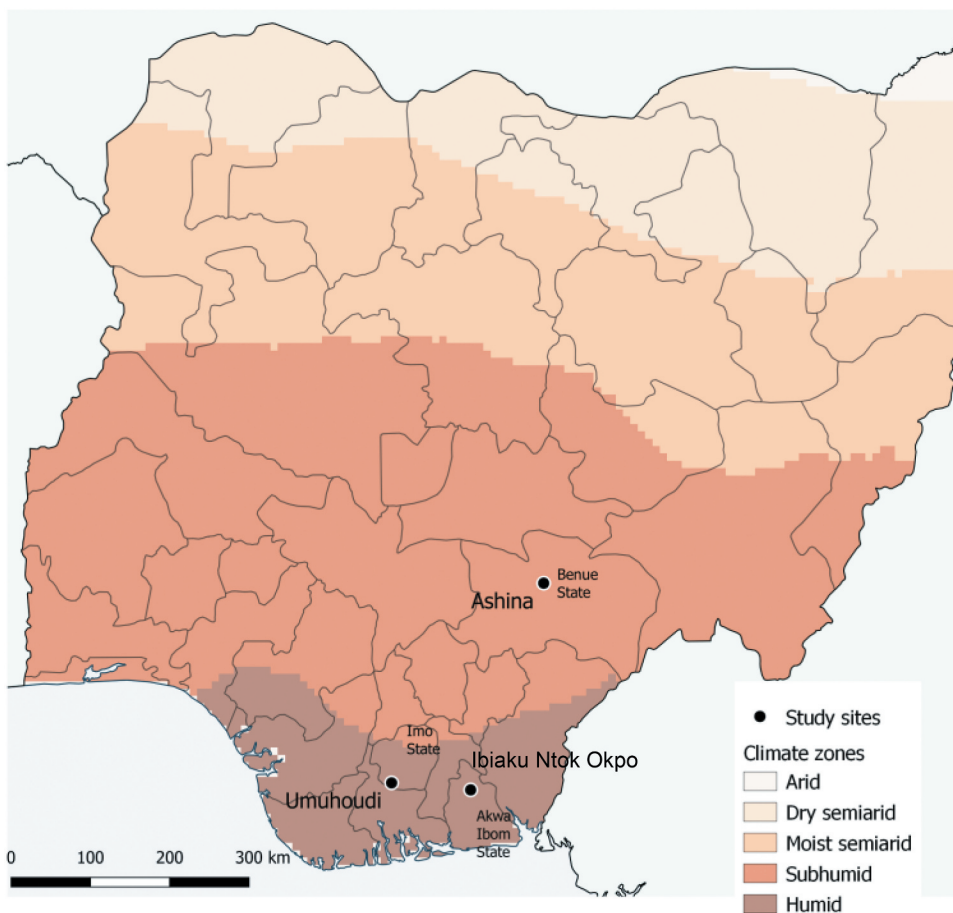 Benue
State
Ashina
Imo
State
Ibiaku Ntok Okpo
Umuhoudi
Akwa
Ibom
State
0 100 200 300 km
Study sites
Climate zones
Arid
Dry semiarid
Moist semiarid
Subhumid
Humid